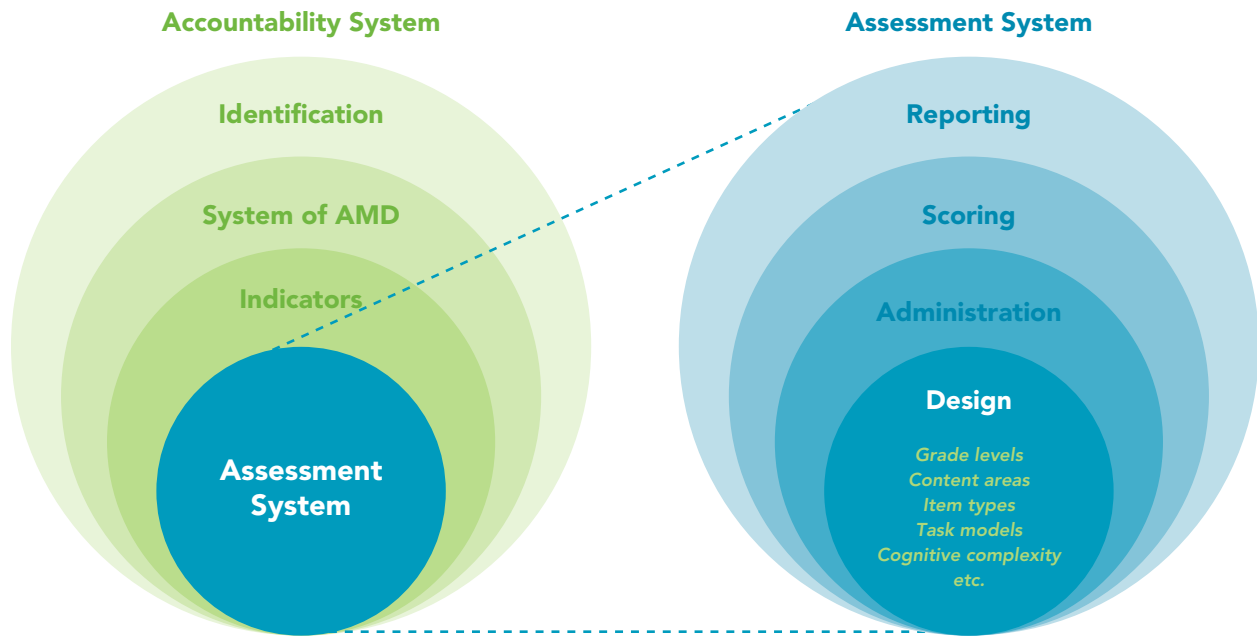 Accountability System
Identification
System of AMD
Indicators
Assessment
System
Assessment System
Reporting
Scoring
Administration
Design
Grade levels
Content areas
Item types
Task models
Cognitive complexity
etc.